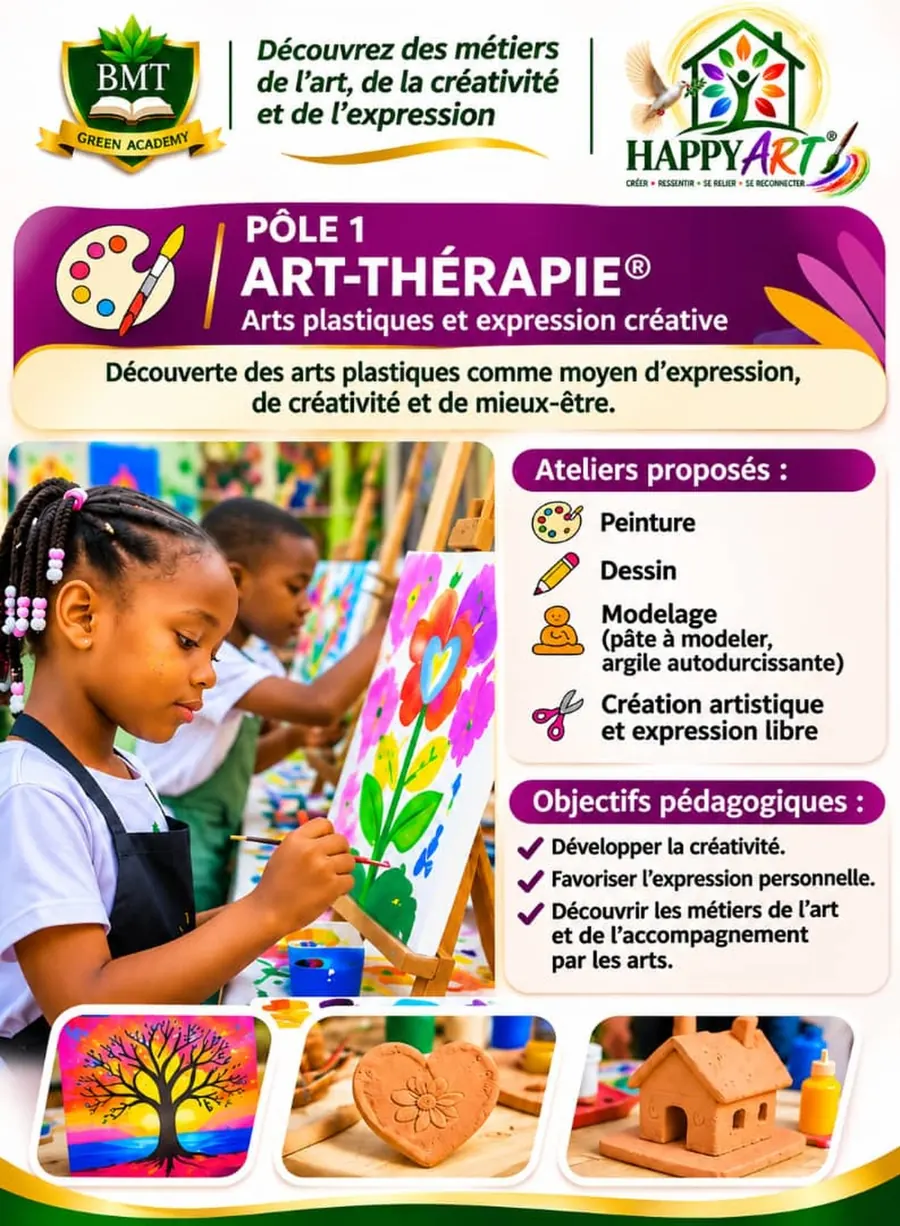 BMT
GREEN ACADEMY
Découvrez des métiers
de l'art, de la créativité
et de l'expression
HAPPYART®
CRÉER • RESSENTIR • SE RELIER • SE RECONNECTER
PÔLE 1
ART-THÉRAPIE®
Arts plastiques et expression créative
Découverte des arts plastiques comme moyen d'expression,
de créativité et de mieux-être.
Ateliers proposés :
Peinture
Dessin
Modelage
(pâte à modeler,
argile autodurcissante)
Création artistique
et expression libre
Objectifs pédagogiques :
Développer la créativité.
Favoriser l'expression personnelle.
Découvrir les métiers de l'art
et de l'accompagnement
par les arts.